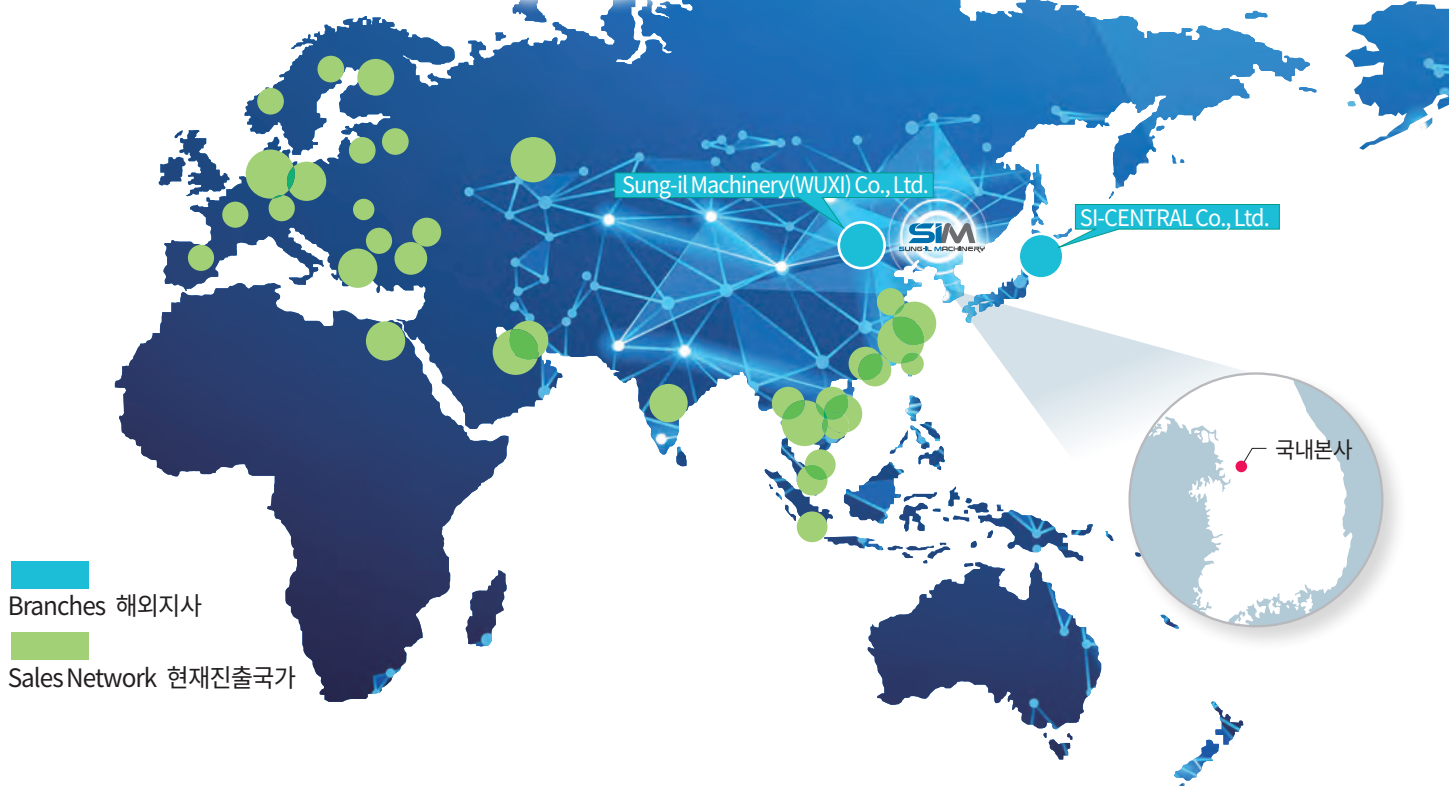 Sung-il Machinery(WUXI) Co., Ltd.
SI-CENTRAL Co., Ltd.
SIM
SUNG-IL MACHINERY
국내본사
Branches 해외지사
Sales Network 현재진출국가